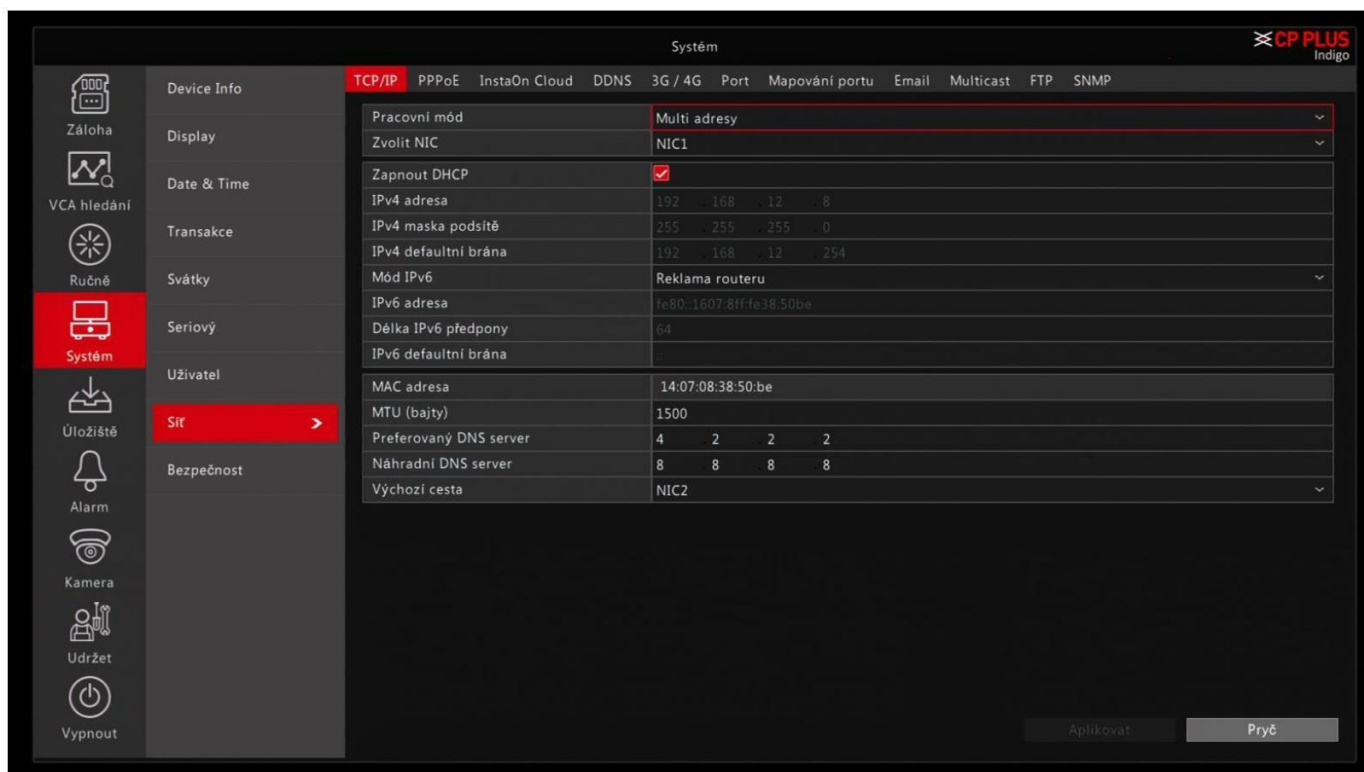 Systém
CP PLUS
Indigo
Záloha
VCA hledání
Ručně
Systém
Úložiště
Alarm
Kamera
Udržet
Vypnout
Device Info
Display
Date & Time
Transakce
Svátky
Seriový
Uživatel
Síť >
Bezpečnost
TCP/IP PPPoE InstaOn Cloud DDNS 3G / 4G Port Mapování portu Email Multicast FTP SNMP
Pracovní mód Multi adresy
Zvolit NIC NIC1
Zapnout DHCP
IPv4 adresa 192 . 168 . 12 . 8
IPv4 maska podsítě 255 . 255 . 255 . 0
IPv4 defaultní brána 192 . 168 . 12 . 254
Mód IPv6 Reklama routeru
IPv6 adresa fe80::1607:8ff:fe38:50be
Délka IPv6 předpony 64
IPv6 defaultní brána ::
MAC adresa 14:07:08:38:50:be
MTU (bajty) 1500
Preferovaný DNS server 4 . 2 . 2 . 2
Náhradní DNS server 8 . 8 . 8 . 8
Výchozí cesta NIC2
Aplikovat Pryč